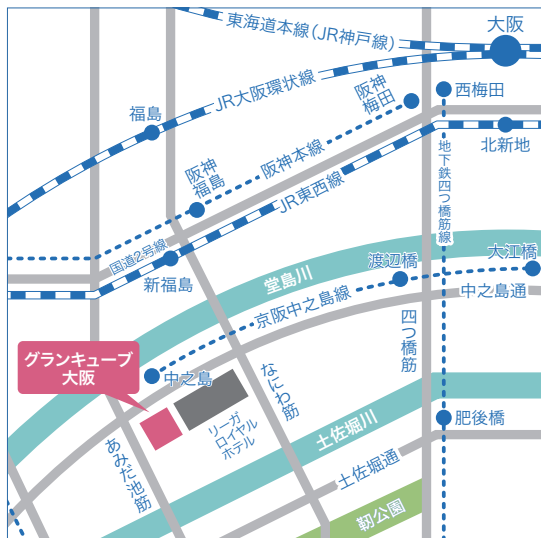 東海道本線(JR神戸線)
大阪
JR大阪環状線
阪神
梅田
西梅田
福島
阪神本線
北新地
阪神
福島
JR東西線
地下鉄四つ橋筋線
国道2号線
新福島
堂島川
渡辺橋
大江橋
京阪中之島線
中之島通
四つ橋筋
グランキューブ
大阪
中之島
なにわ筋
リーガ
ロイヤル
ホテル
土佐堀川
肥後橋
あみだ池筋
土佐堀通
靭公園